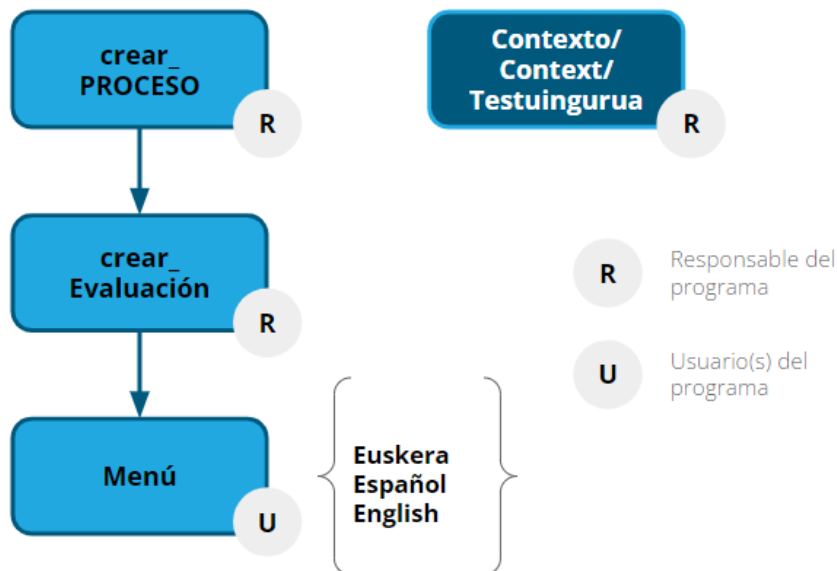 crear_
PROCESO
R
Contexto/
Context/
Testuingurua
R
crear_
Evaluación
R
R
Responsable del
programa
U
Usuario(s) del
programa
Menú
U
Euskera
Español
English